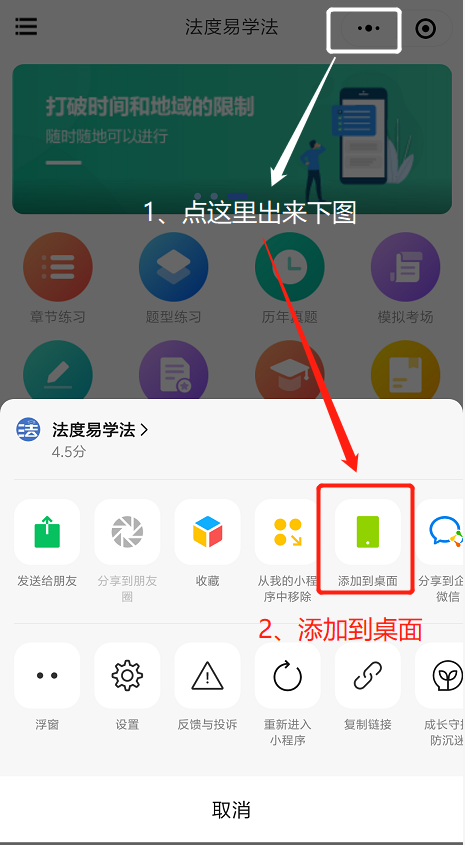 法度易学法
打破时间和地域的限制
随时随地可以进行
1、点这里出来下图
章节练习
题型练习
历年真题
模拟考场
法
法度易学法
4.5分
发送给朋友
分享到朋友
圈
收藏
从我的小程
序中移除
添加到桌面
分享到企
微信
2、添加到桌面
浮窗
设置
反馈与投诉
重新进入
小程序
复制链接
成长守护
防沉迷
取消